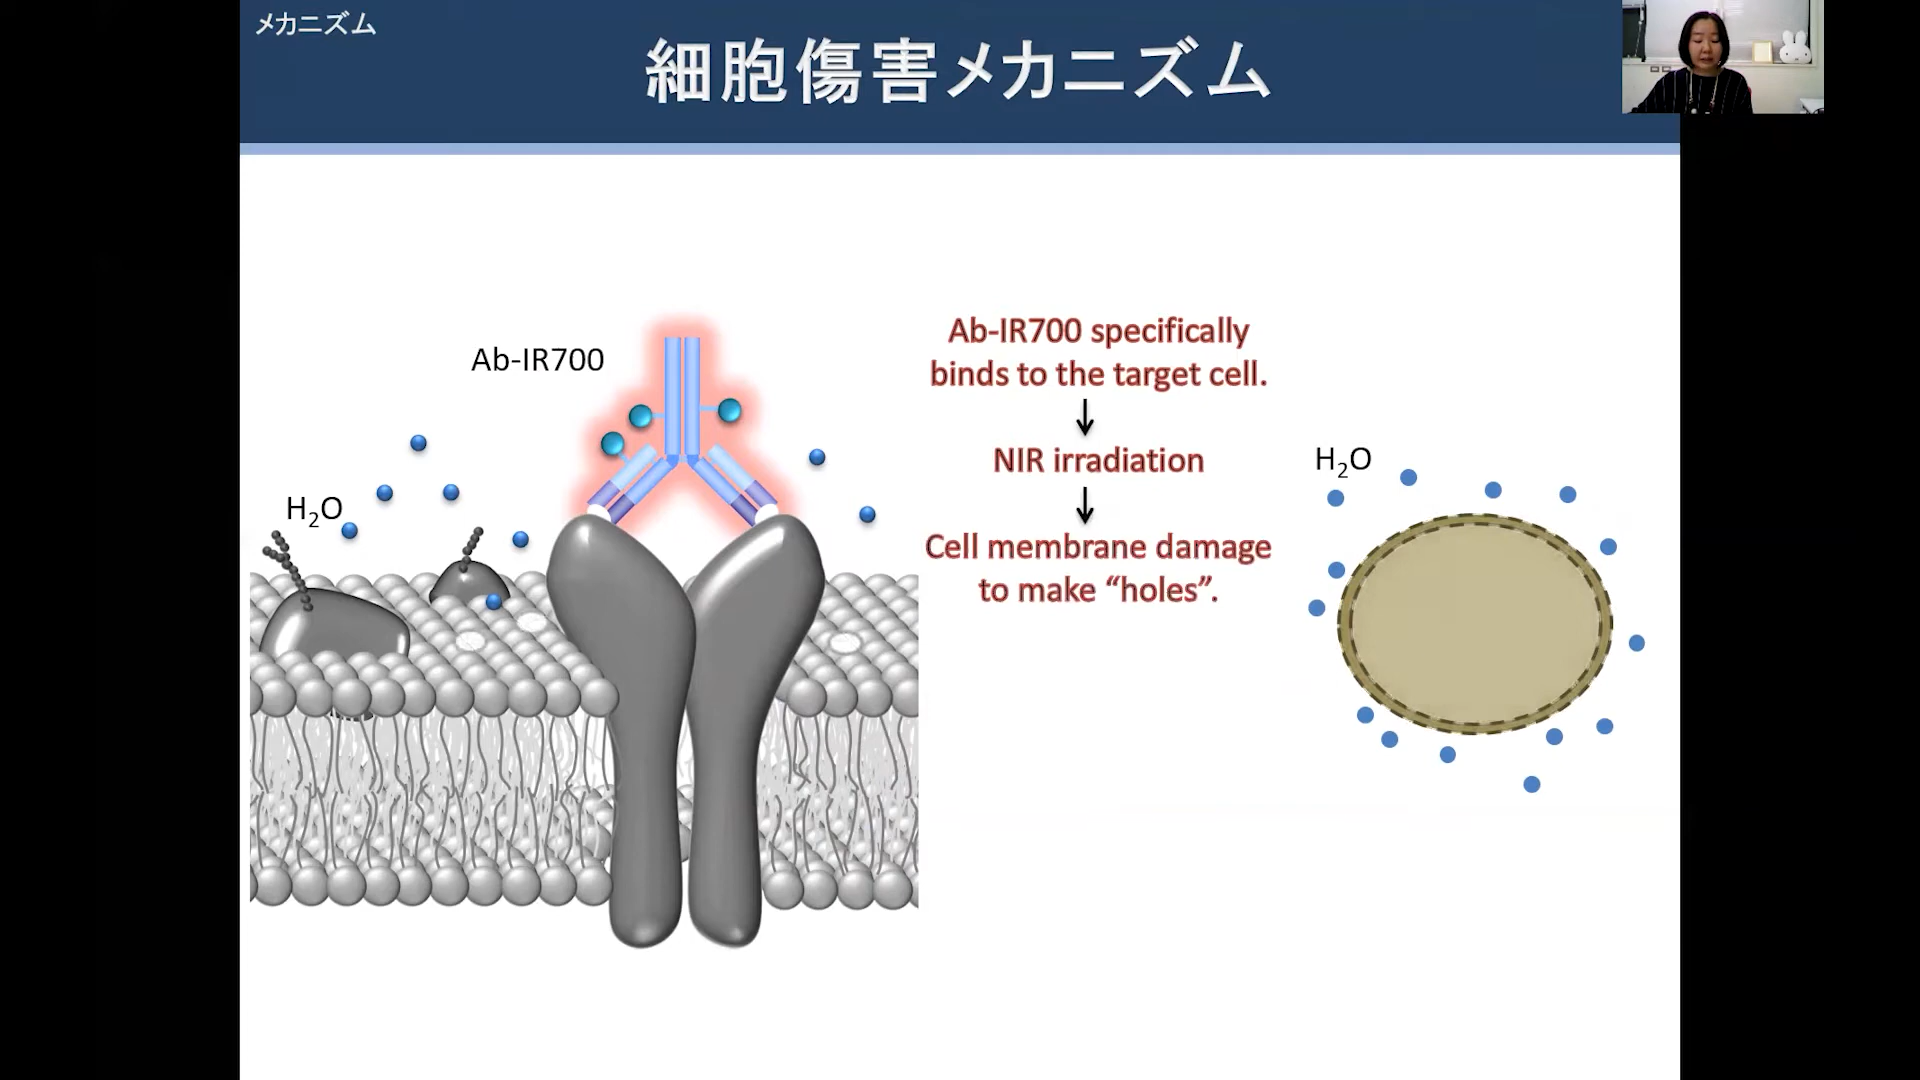 メカニズム
細胞傷害メカニズム
Ab-IR700
H₂O
Ab-IR700 specifically
binds to the target cell.
NIR irradiation
Cell membrane damage
to make “holes”.
H₂O